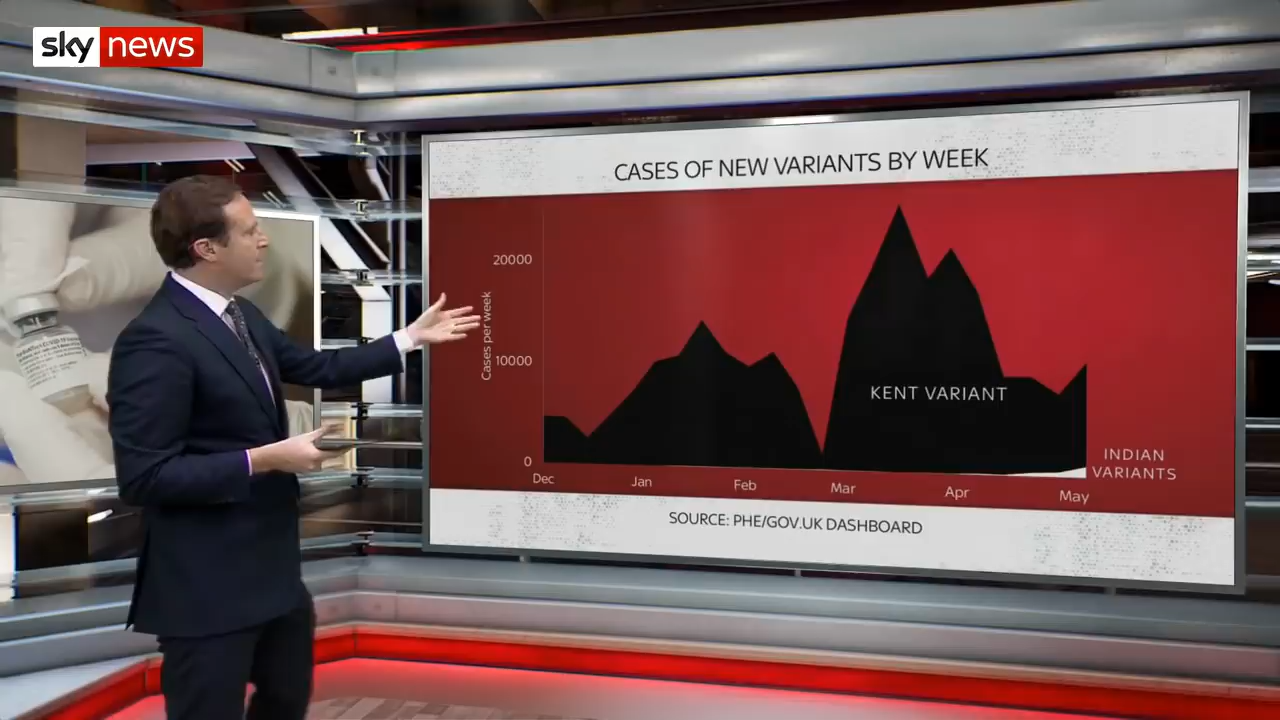 sky news
CASES OF NEW VARIANTS BY WEEK
20000
Cases per week
10000
KENT VARIANT
0
INDIAN
VARIANTS
Dec Jan Feb Mar Apr May
SOURCE: PHE/GOV.UK DASHBOARD